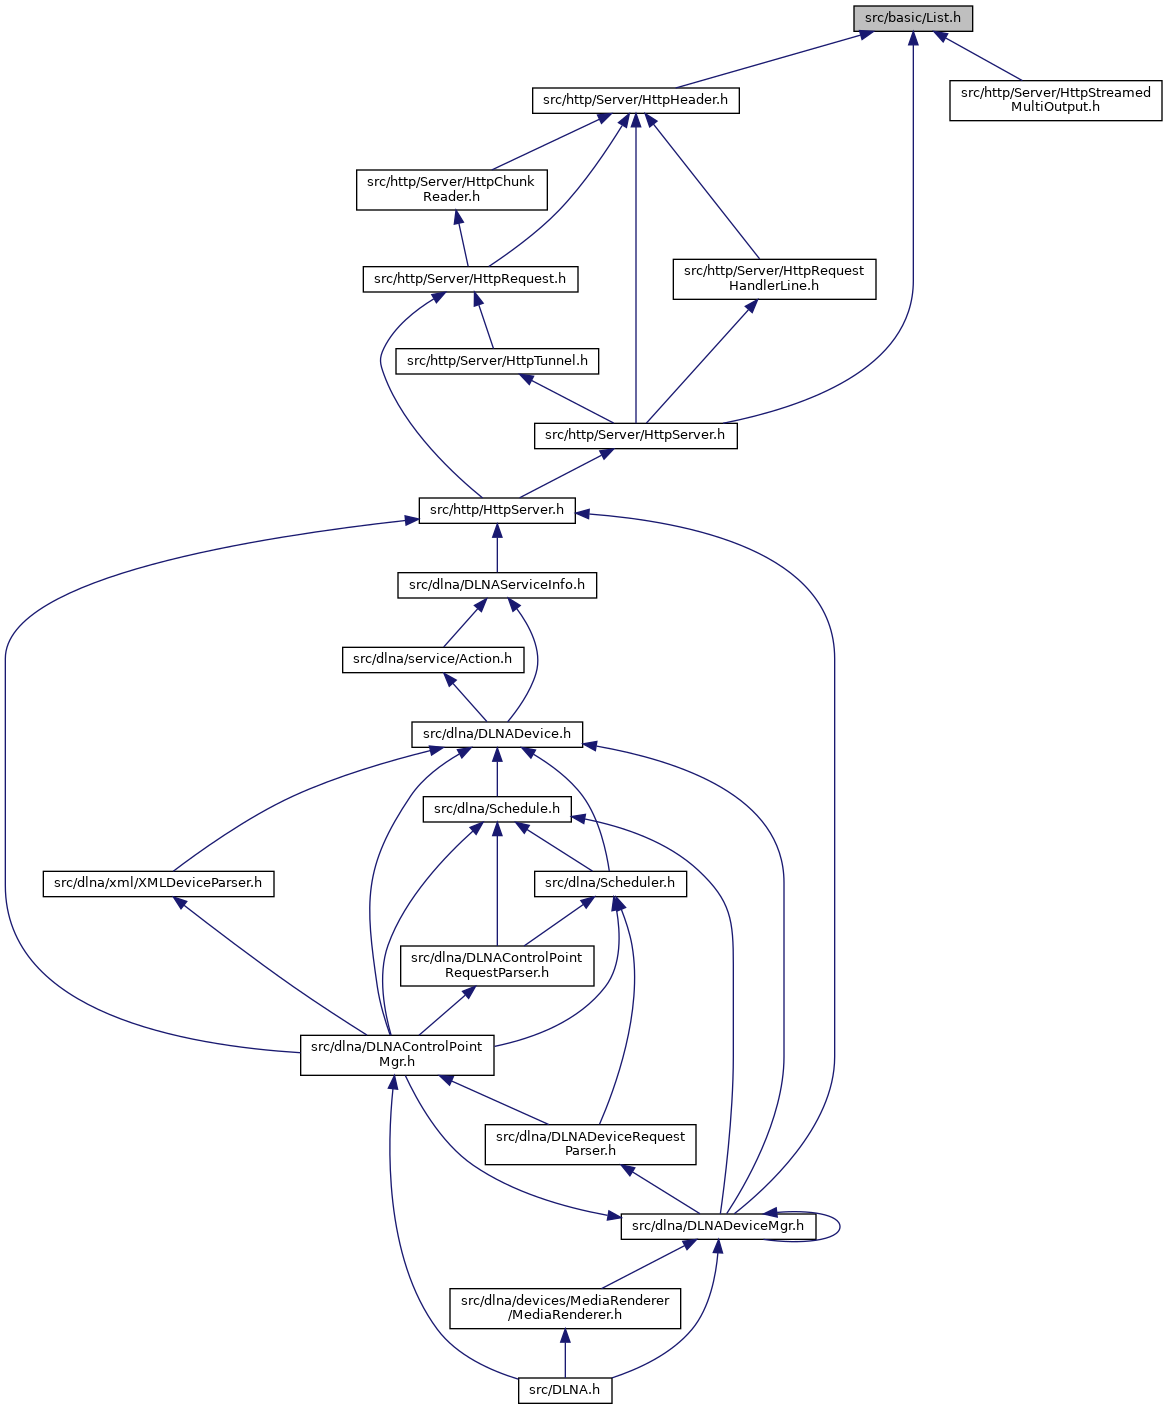 src/basic/List.h
src/http/Server/HttpHeader.h
src/http/Server/HttpStreamed
MultiOutput.h
src/http/Server/HttpChunk
Reader.h
src/http/Server/HttpRequest.h
src/http/Server/HttpRequest
HandlerLine.h
src/http/Server/HttpTunnel.h
src/http/Server/HttpServer.h
src/http/HttpServer.h
src/dlna/DLNAServiceInfo.h
src/dlna/service/Action.h
src/dlna/DLNADevice.h
src/dlna/Schedule.h
src/dlna/xml/XMLDeviceParser.h
src/dlna/Scheduler.h
src/dlna/DLNAControlPoint
RequestParser.h
src/dlna/DLNAControlPoint
Mgr.h
src/dlna/DLNADeviceRequest
Parser.h
src/dlna/DLNADeviceMgr.h
src/dlna/devices/MediaRenderer
/MediaRenderer.h
src/DLNA.h